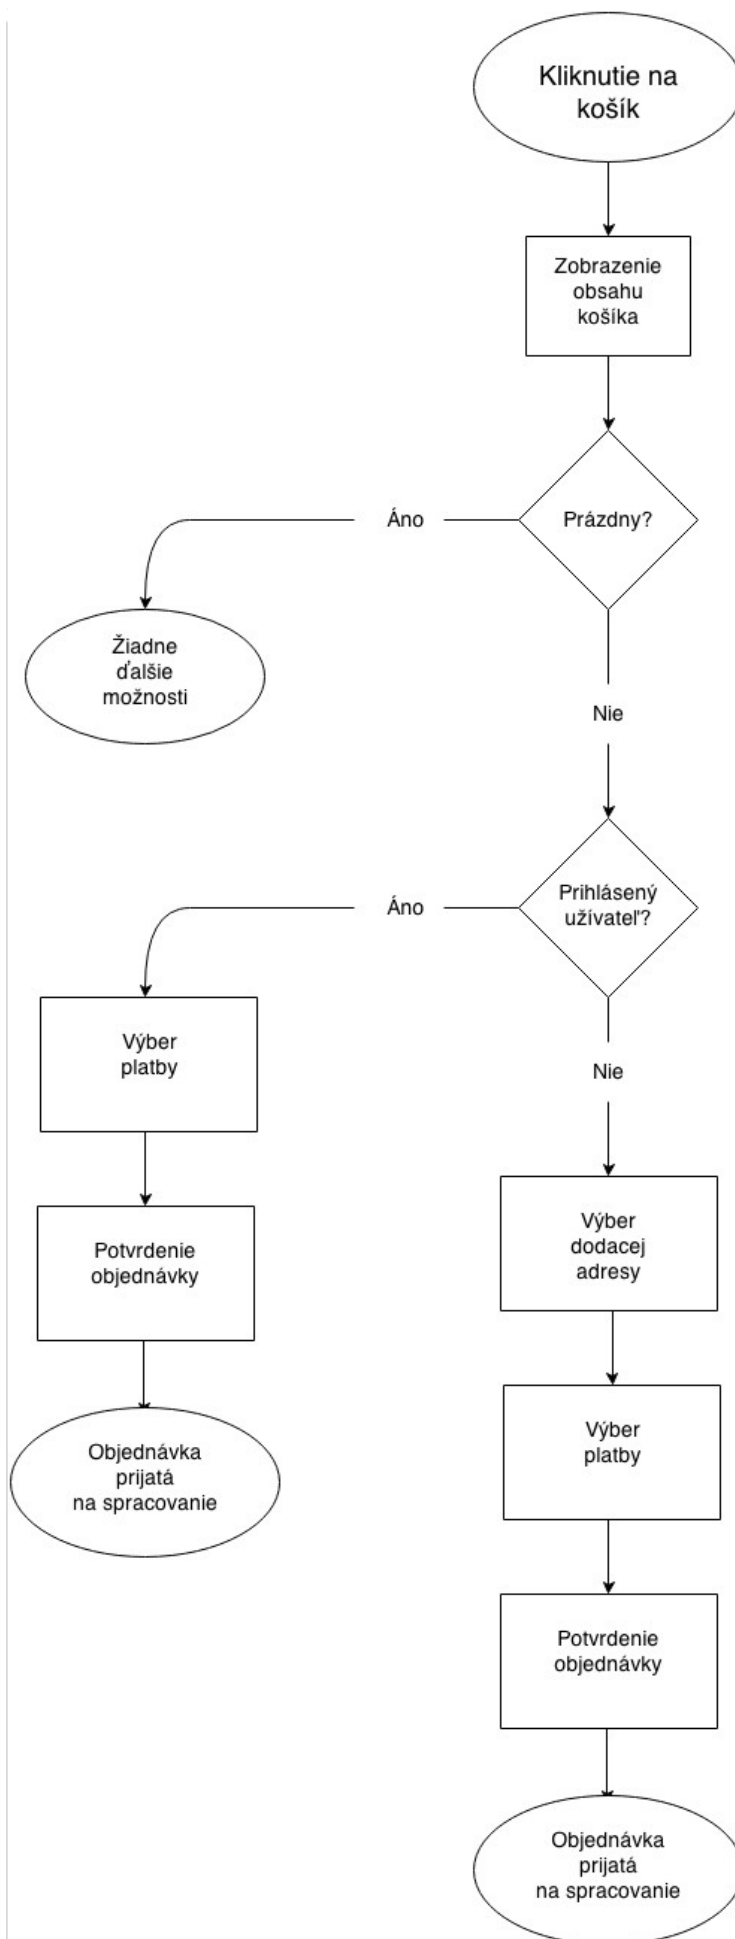 Kliknutie na
košík
Zobrazenie
obsahu
košíka
Prázdny?
Áno
Žiadne
ďalšie
možnosti
Nie
Prihlásený
užívateľ?
Áno
Výber
platby
Potvrdenie
objednávky
Objednávka
prijatá
na spracovanie
Nie
Výber
dodacej
adresy
Výber
platby
Potvrdenie
objednávky
Objednávka
prijatá
na spracovanie